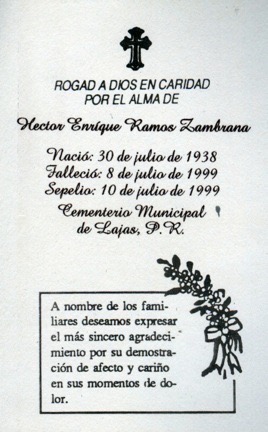 ROGAD A DIOS EN CARIDAD
POR EL ALMA DE
Hector Enrique Ramos Zambrana
Nació: 30 de julio de 1938
Falleció: 8 de julio de 1999
Sepelio: 10 de julio de 1999
Cementerio Municipal
de Lajas, P.R.
A nombre de los fami-
liares deseamos expresar
el más sincero agradeci-
miento por su demostra-
ción de afecto y cariño
en sus momentos de do-
lor.